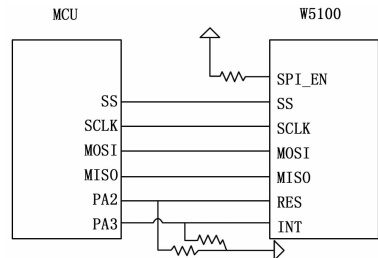 MCU
W5100
SPI_EN
SS
SS
SCLK
SCLK
MOSI
MOSI
MISO
MISO
PA2
RES
PA3
INT